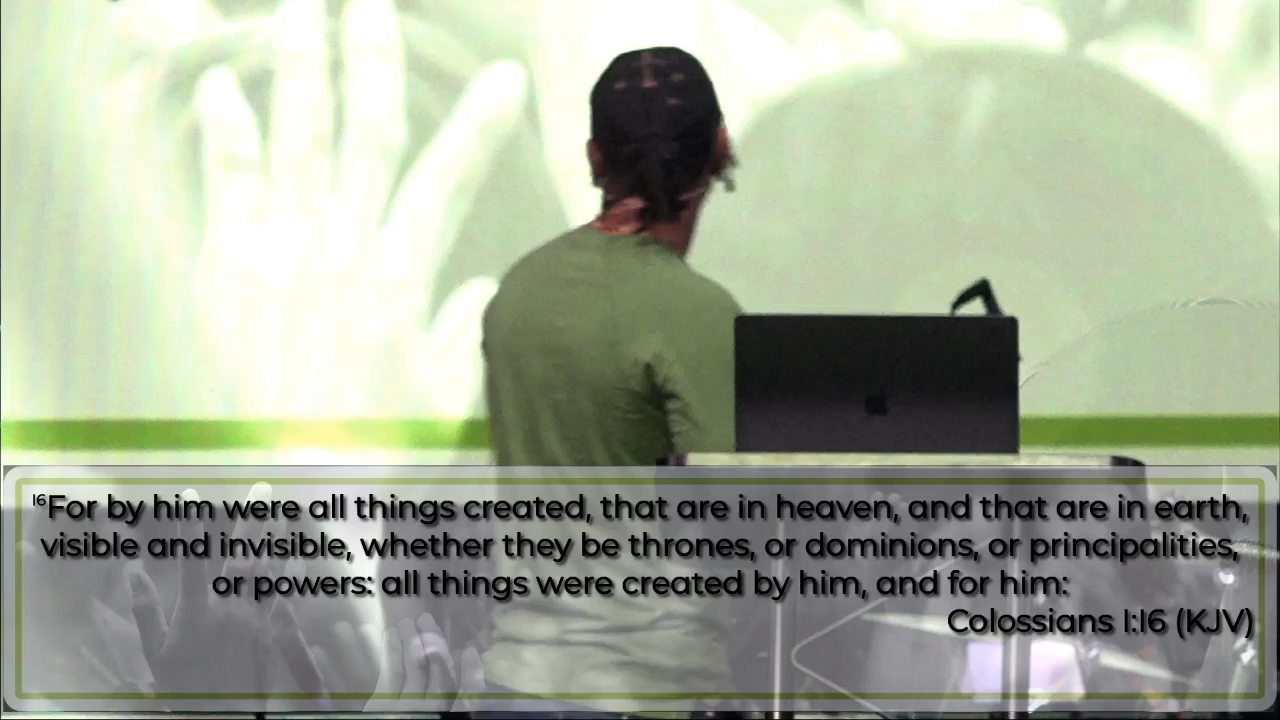 16For by him were all things created, that are in heaven, and that are in earth,
visible and invisible, whether they be thrones, or dominions, or principalities,
or powers: all things were created by him, and for him:
Colossians 1:16 (KJV)